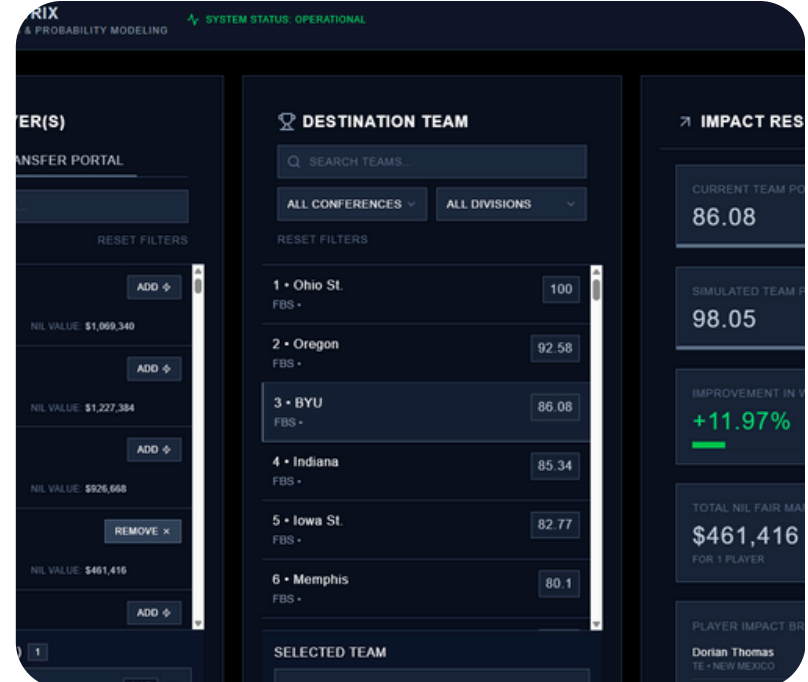 RIX
& PROBABILITY MODELING
SYSTEM STATUS: OPERATIONAL
ER(S)
ANSFER PORTAL
RESET FILTERS
ADD
NIL VALUE: $1,069,340
ADD
NIL VALUE: $1,227,384
ADD
NIL VALUE: $926,668
REMOVE ×
NIL VALUE: $461,416
ADD
) 1
DESTINATION TEAM
SEARCH TEAMS...
ALL CONFERENCES
ALL DIVISIONS
RESET FILTERS
1 • Ohio St. 100
FBS •
2 • Oregon 92.58
FBS •
3 • BYU 86.08
FBS •
4 • Indiana 85.34
FBS •
5 • Iowa St. 82.77
FBS •
6 • Memphis 80.1
FBS •
SELECTED TEAM
IMPACT RES
CURRENT TEAM PO
86.08
SIMULATED TEAM P
98.05
IMPROVEMENT IN W
+11.97%
TOTAL NIL FAIR MA
$461,416
FOR 1 PLAYER
PLAYER IMPACT BR
Dorian Thomas
TE • NEW MEXICO